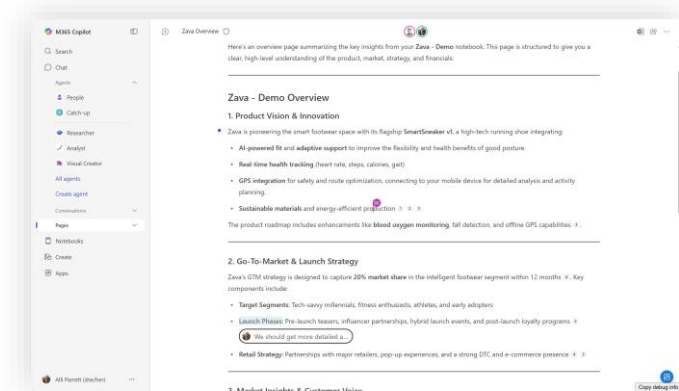 M365 Copilot
Search
Chat
Agents
People
Catch-up
Researcher
Analyst
Visual Creator
All agents
Create agent
Conversations
Pages
Notebooks
Create
Apps
Alli Parrott (she/her)
Zava Overview
Here's an overview page summarizing the key insights from your Zava - Demo notebook. This page is structured to give you a
clear, high-level understanding of the product, market, strategy, and financials:
Zava - Demo Overview
1. Product Vision & Innovation
Zava is pioneering the smart footwear space with its flagship SmartSneaker v1, a high-tech running shoe integrating:
• AI-powered fit and adaptive support to improve the flexibility and health benefits of good posture.
• Real-time health tracking (heart rate, steps, calories, gait)
• GPS integration for safety and route optimization, connecting to your mobile device for detailed analysis and activity
planning.
• Sustainable materials and energy-efficient production
The product roadmap includes enhancements like blood oxygen monitoring, fall detection, and offline GPS capabilities
2. Go-To-Market & Launch Strategy
Zava's GTM strategy is designed to capture 20% market share in the intelligent footwear segment within 12 months . Key
components include:
• Target Segments: Tech-savvy millennials, fitness enthusiasts, athletes, and early adopters
• Launch Phases: Pre-launch teasers, influencer partnerships, hybrid launch events, and post-launch loyalty programs
We should get more detailed a...
• Retail Strategy: Partnerships with major retailers, pop-up experiences, and a strong DTC and e-commerce presence
3. Market Insights & Customer Voice
Copy debug info